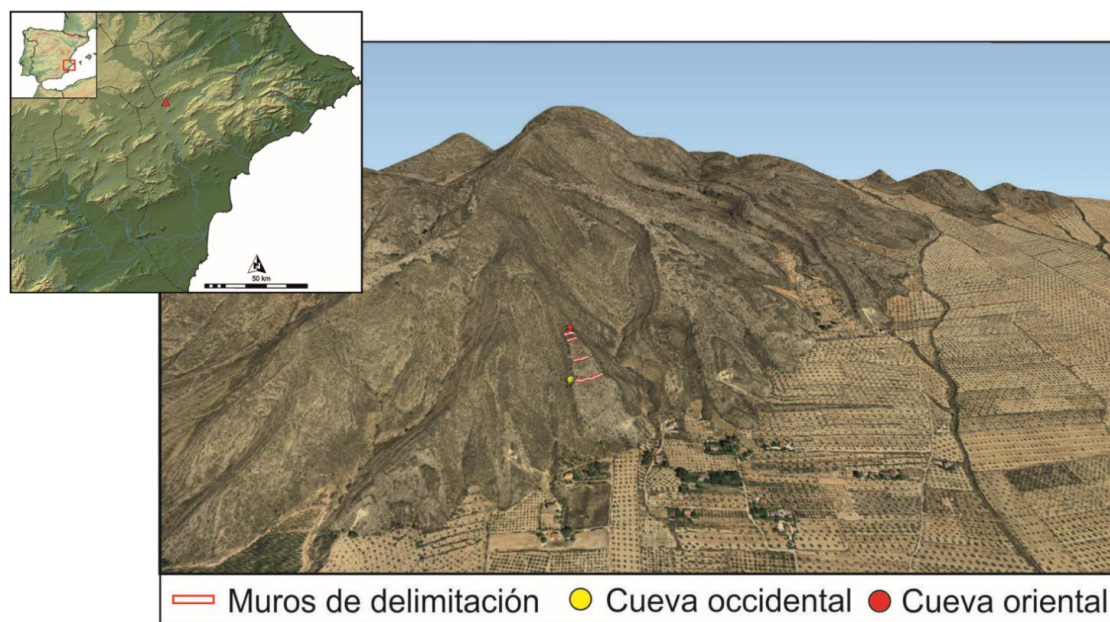 50 km
Muros de delimitación
Cueva occidental
Cueva oriental